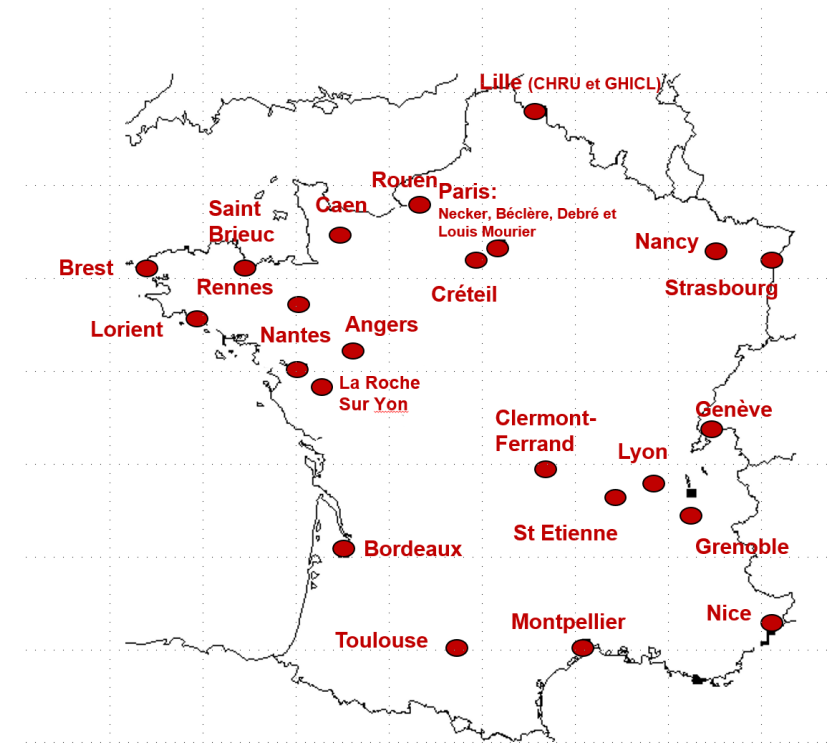 Lille (CHRU et GHICL)
Rouen
Paris:
Necker, Béclère, Debré et
Louis Mourier
Caen
Saint
Brieuc
Nancy
Brest
Rennes
Créteil
Strasbourg
Lorient
Nantes
Angers
La Roche
Sur Yon
Genève
Clermont-
Ferrand
Lyon
St Etienne
Grenoble
Bordeaux
Nice
Montpellier
Toulouse